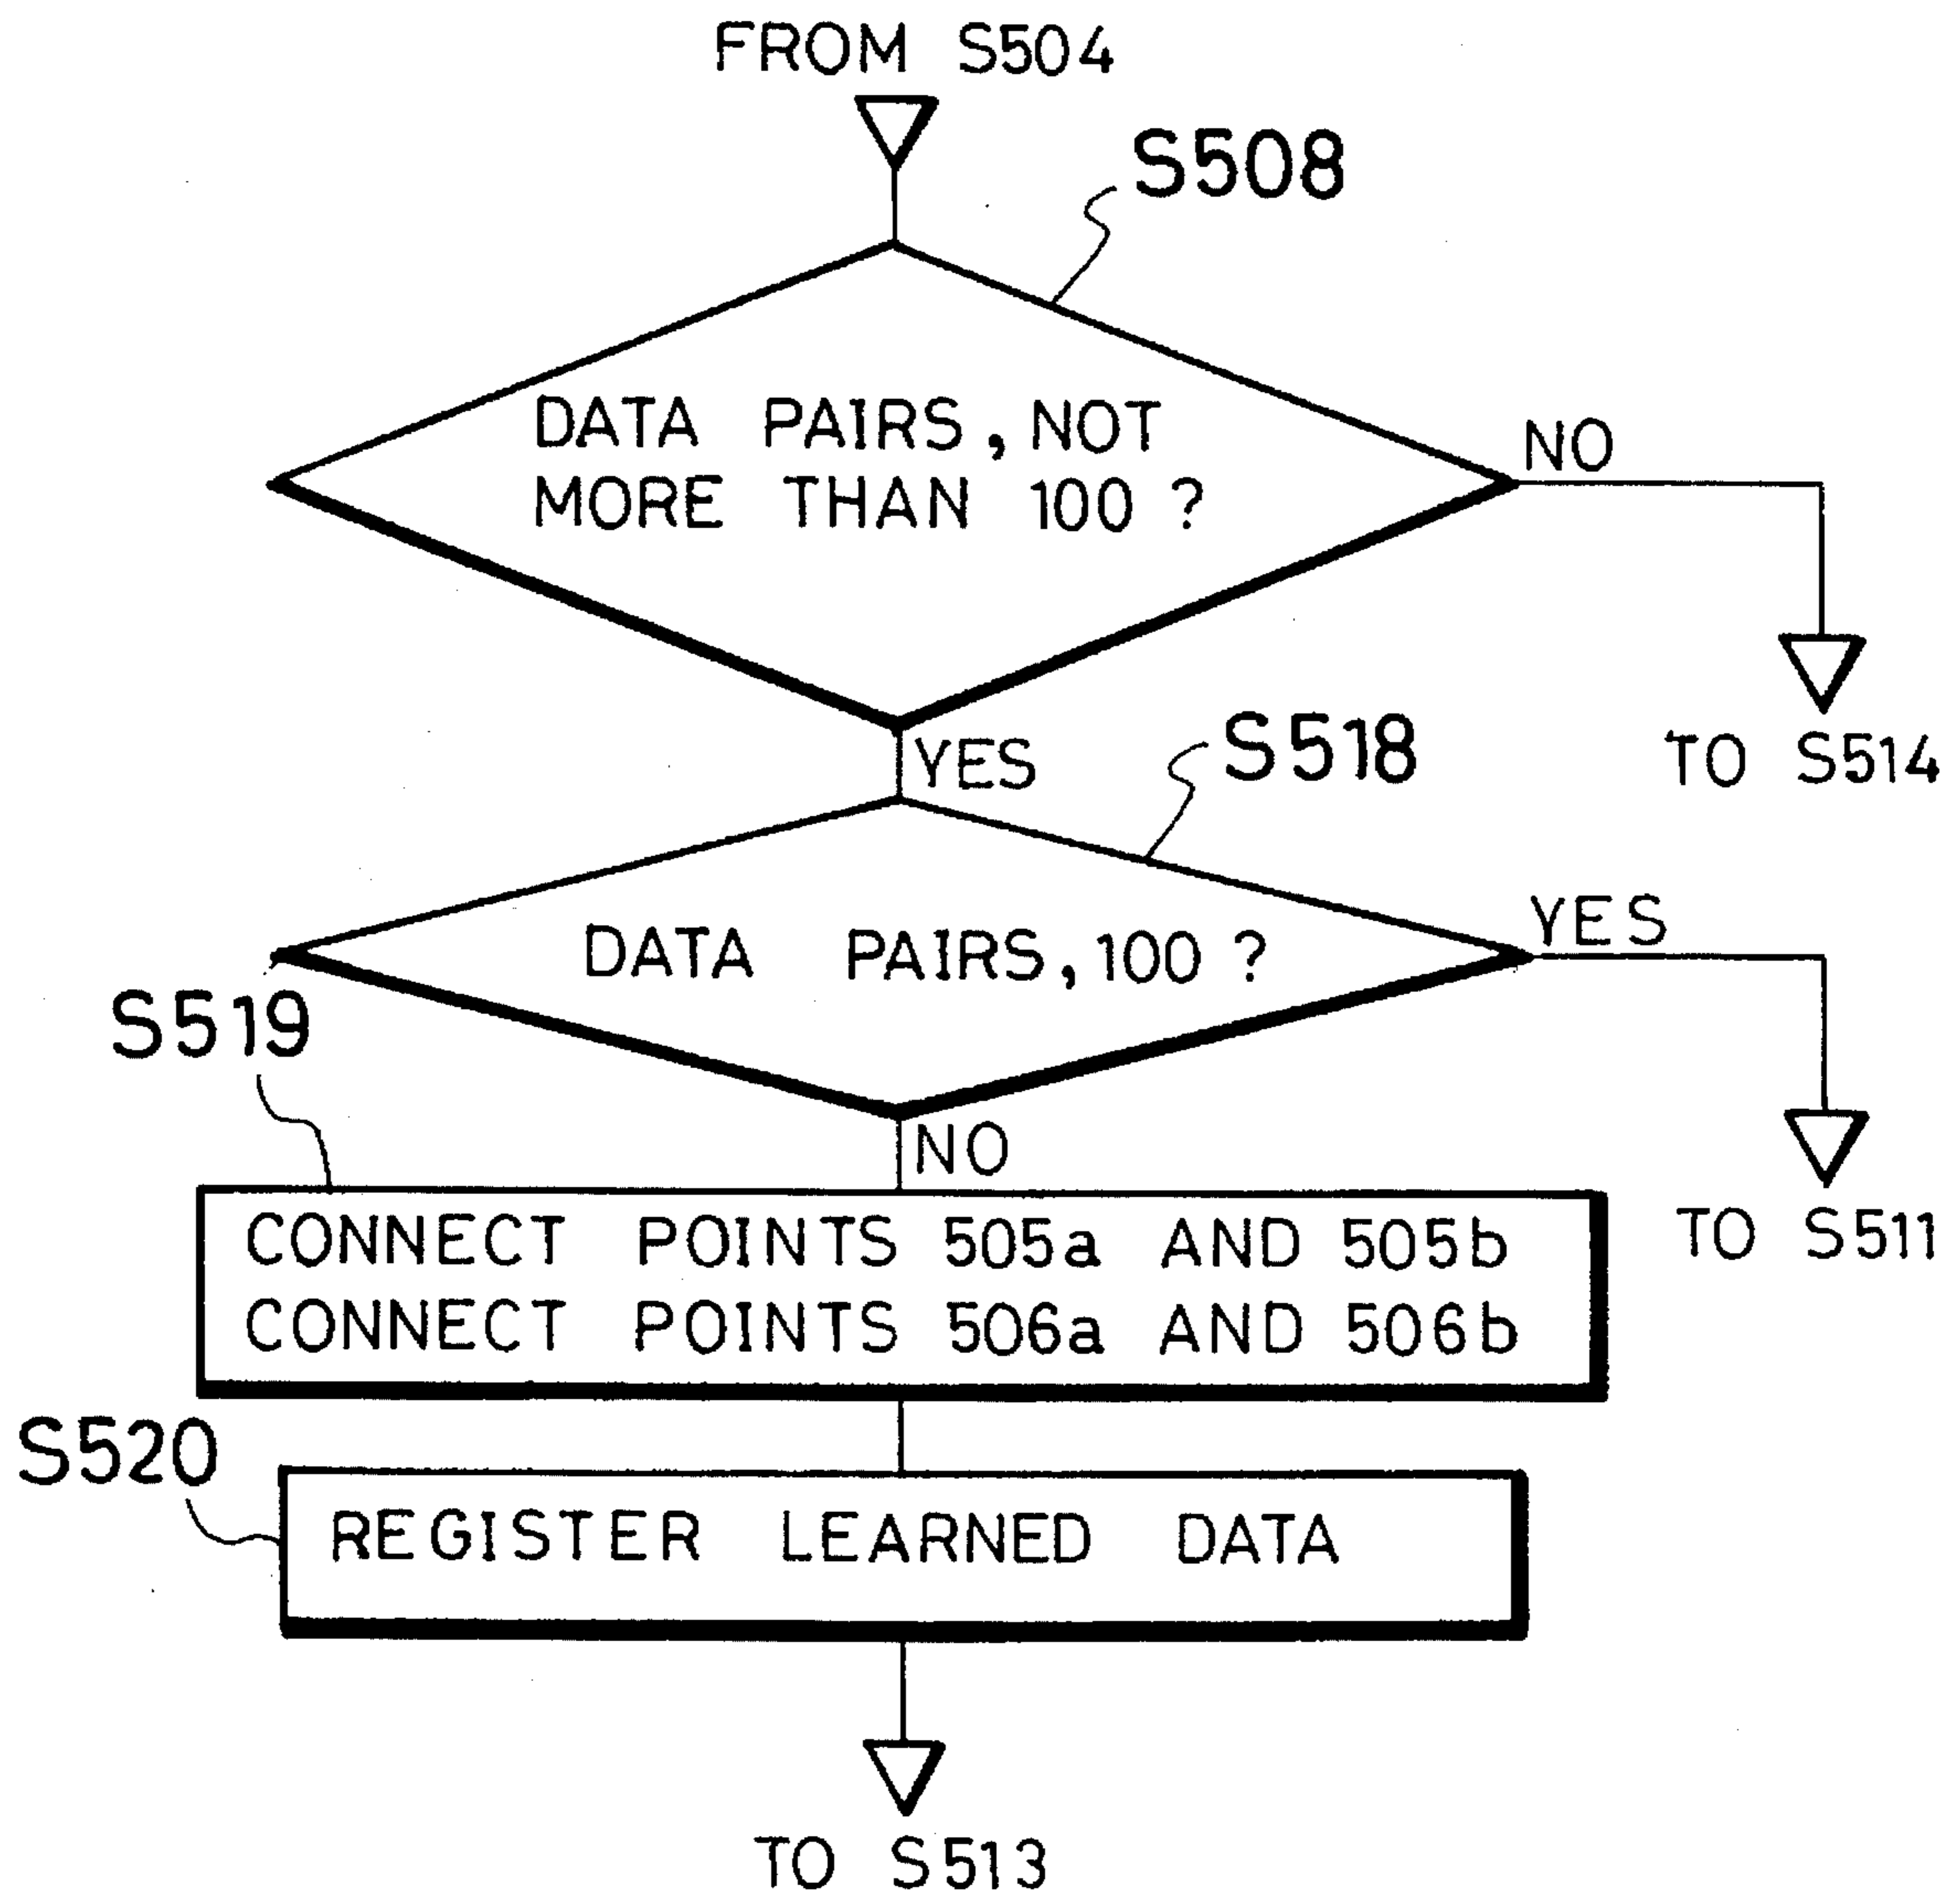 FROM S504
S508
DATA PAIRS, NOT
MORE THAN 100 ?
NO
TO S514
YES
S518
DATA PAIRS, 100 ?
YES
TO S511
S519
NO
CONNECT POINTS 505a AND 505b
CONNECT POINTS 506a AND 506b
S520
REGISTER LEARNED DATA
TO S513